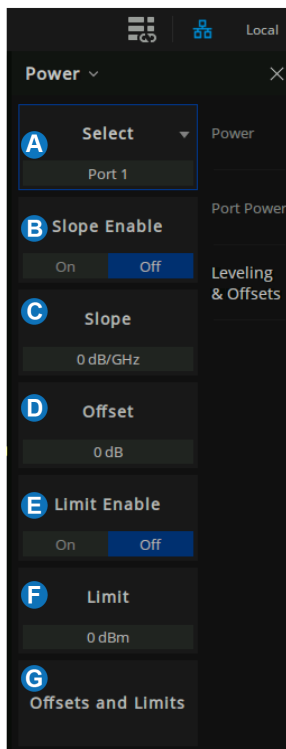 Local
Power
A
Select
Port 1
Power
B
Slope Enable
On Off
Port Power
C
Slope
0 dB/GHz
Leveling
& Offsets
D
Offset
0 dB
E
Limit Enable
On Off
F
Limit
0 dBm
G
Offsets and Limits